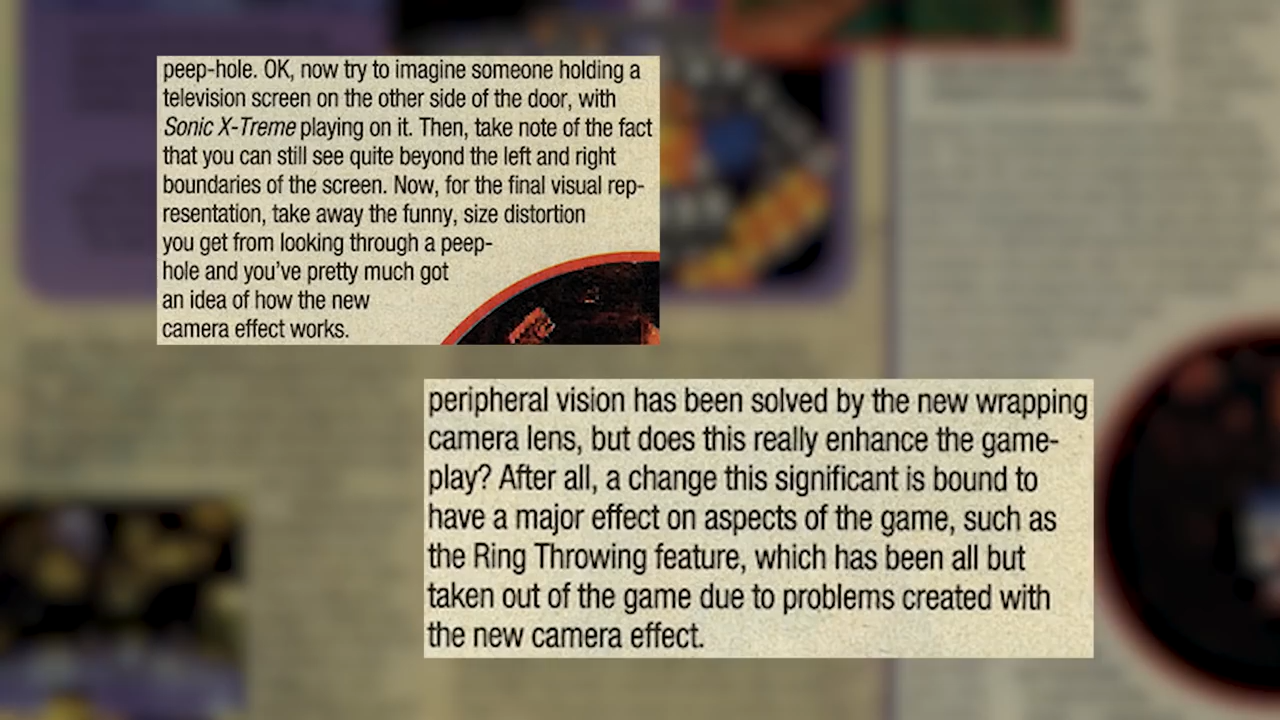 peep-hole. OK, now try to imagine someone holding a
television screen on the other side of the door, with
Sonic X-Treme playing on it. Then, take note of the fact
that you can still see quite beyond the left and right
boundaries of the screen. Now, for the final visual rep-
resentation, take away the funny, size distortion
you get from looking through a peep-
hole and you've pretty much got
an idea of how the new
camera effect works.
peripheral vision has been solved by the new wrapping
camera lens, but does this really enhance the game-
play? After all, a change this significant is bound to
have a major effect on aspects of the game, such as
the Ring Throwing feature, which has been all but
taken out of the game due to problems created with
the new camera effect.